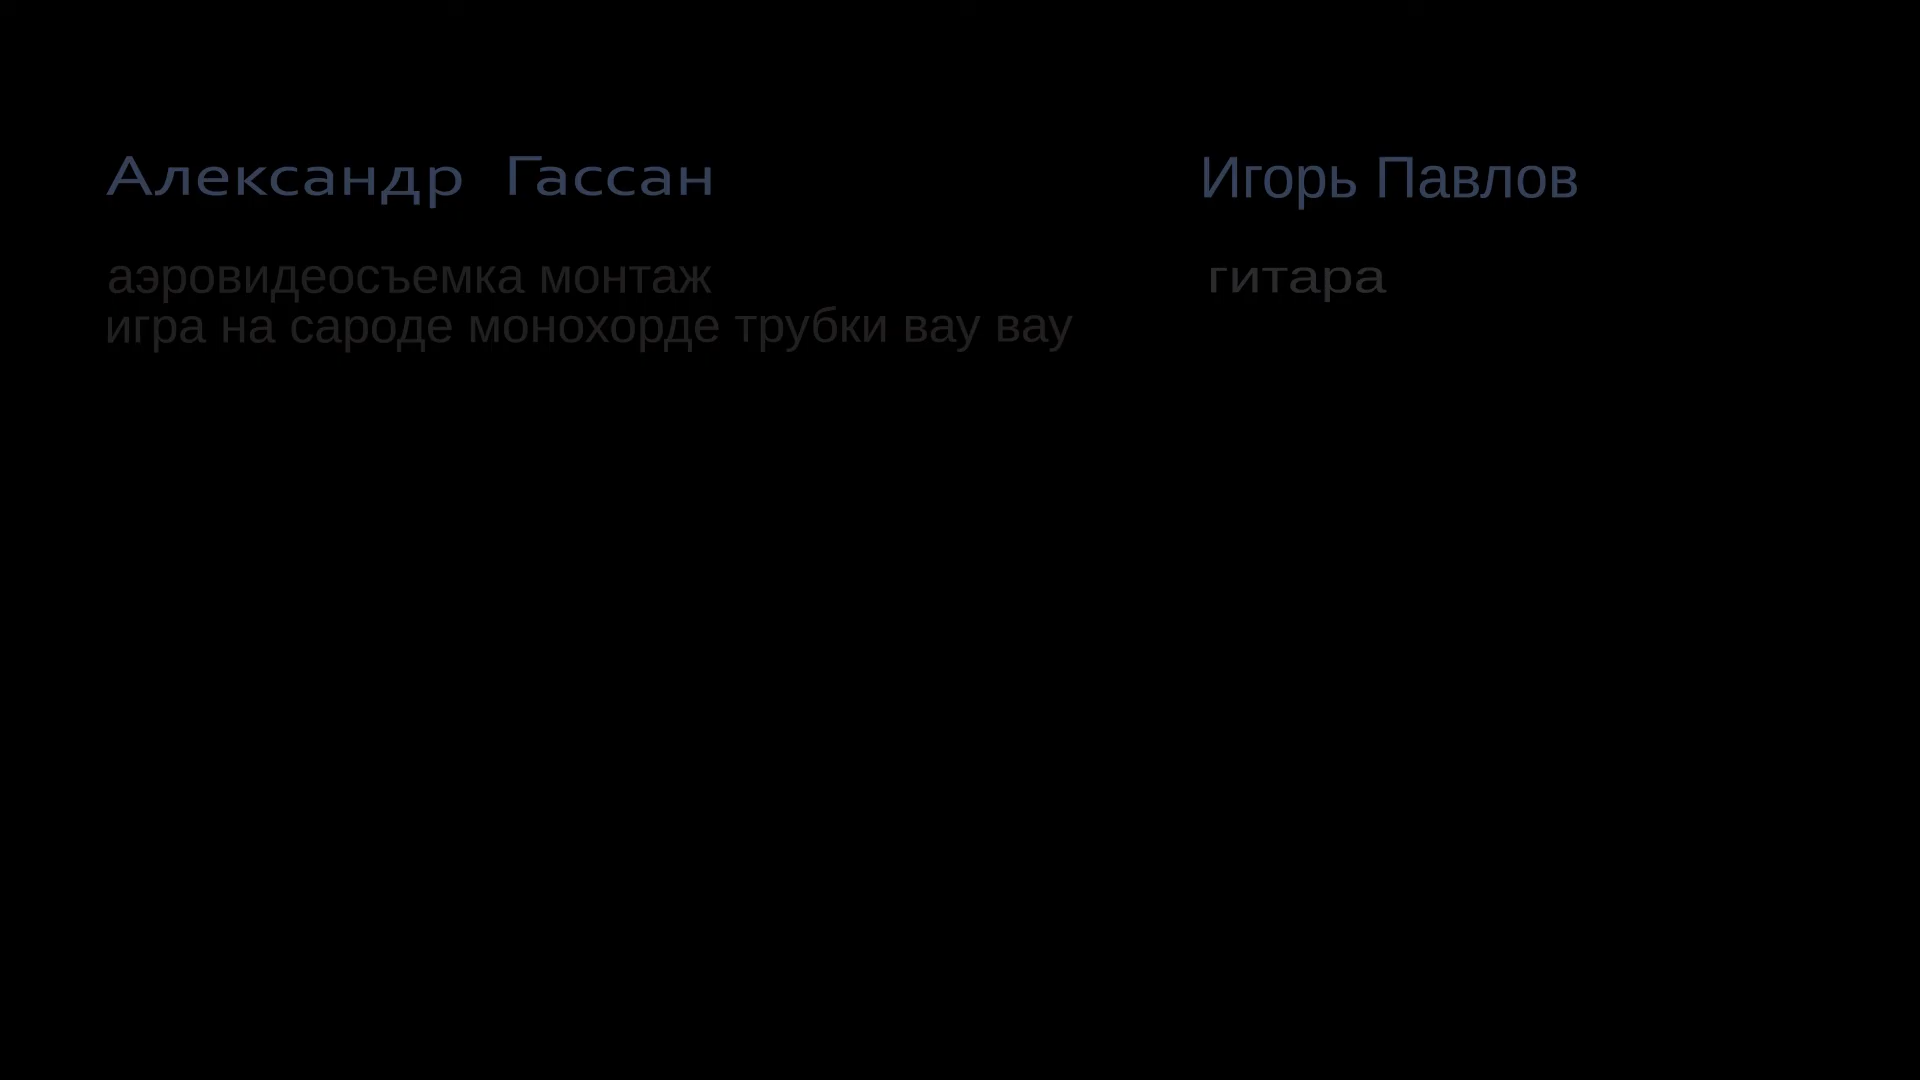 Александр Гассан
аэровидеосъемка монтаж
игра на сароде монохорде трубки вау вау
Игорь Павлов
гитара